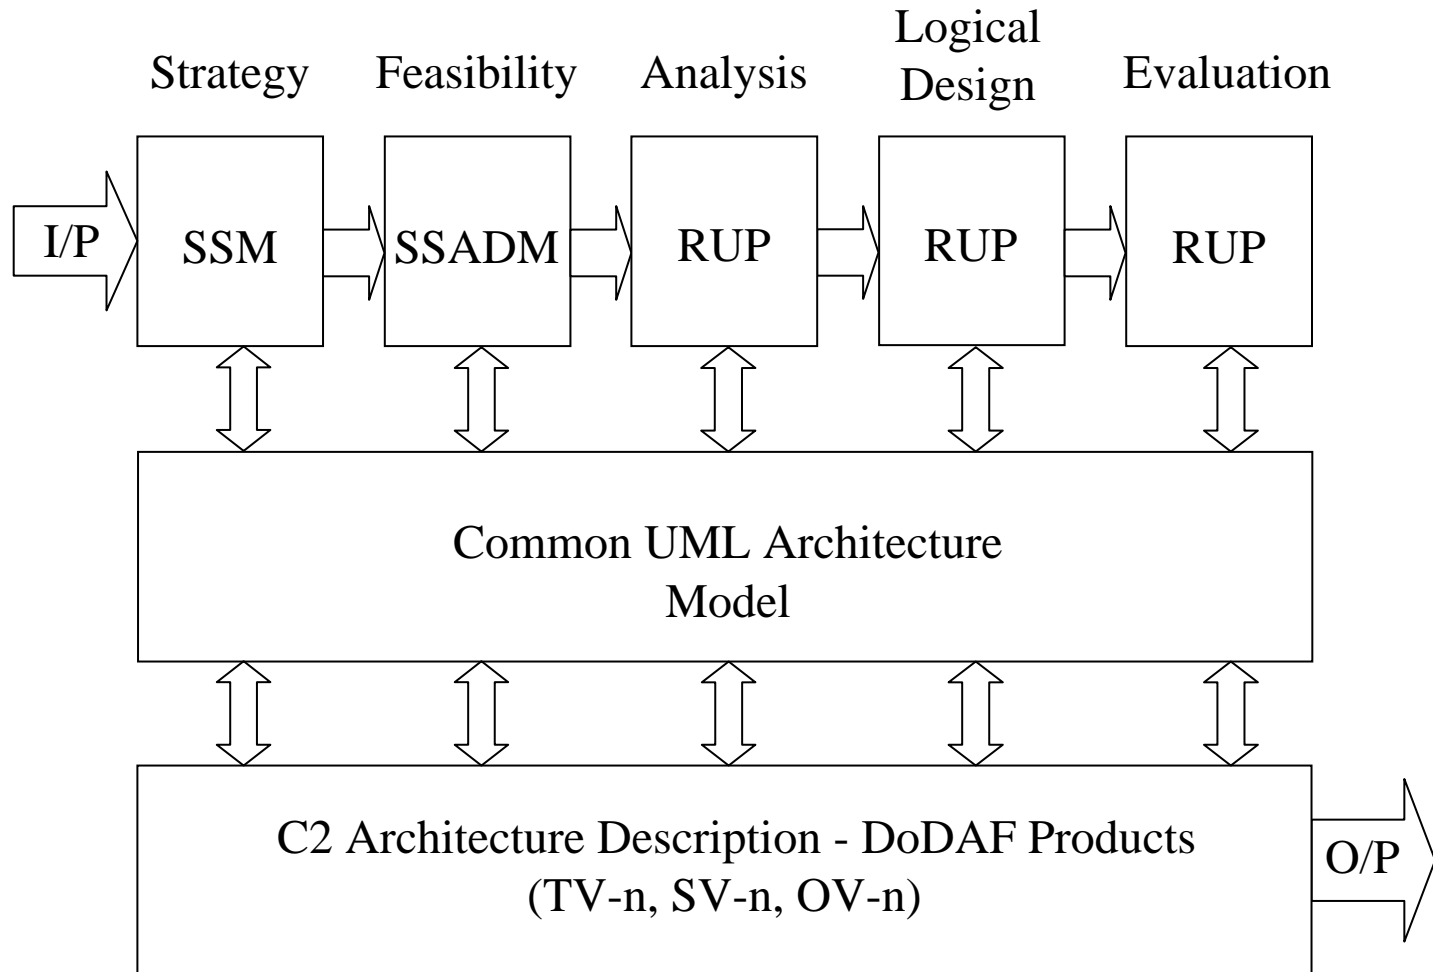 Strategy
Feasibility
Analysis
Logical
Design
Evaluation
I/P
SSM
SSADM
RUP
RUP
RUP
Common UML Architecture
Model
C2 Architecture Description - DoDAF Products
(TV-n, SV-n, OV-n)
O/P